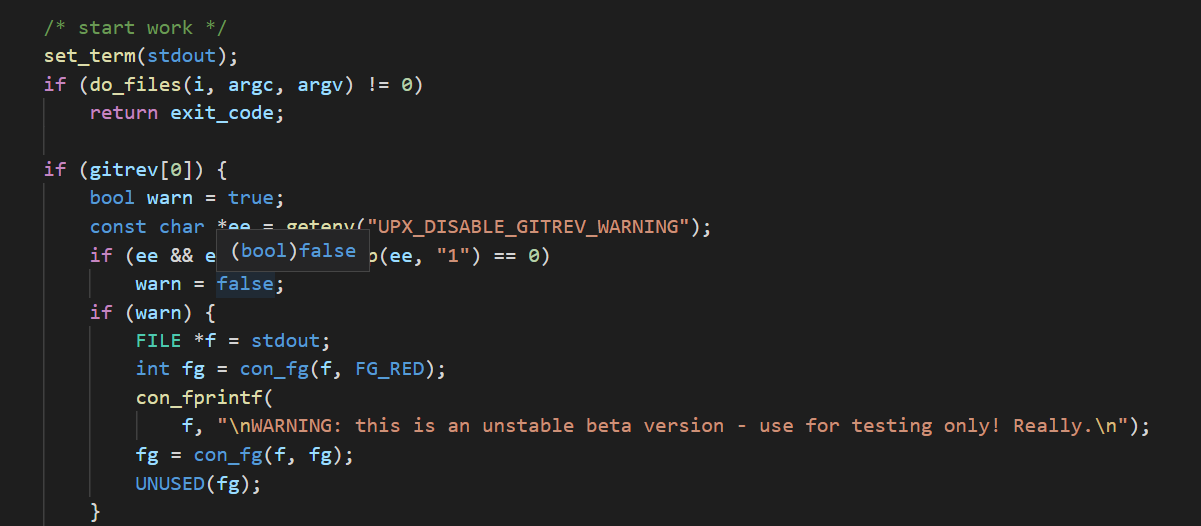 /* start work */
set_term(stdout);
if (do_files(i, argc, argv) != 0)
return exit_code;
if (gitrev[0]) {
bool warn = true;
const char *ee = getenv("UPX_DISABLE_GITREV_WARNING");
(bool)false
if (ee && e p(ee, "1") == 0)
warn = false;
if (warn) {
FILE *f = stdout;
int fg = con_fg(f, FG_RED);
con_fprintf(
f, "\nWARNING: this is an unstable beta version - use for testing only! Really.\n");
fg = con_fg(f, fg);
UNUSED(fg);
}